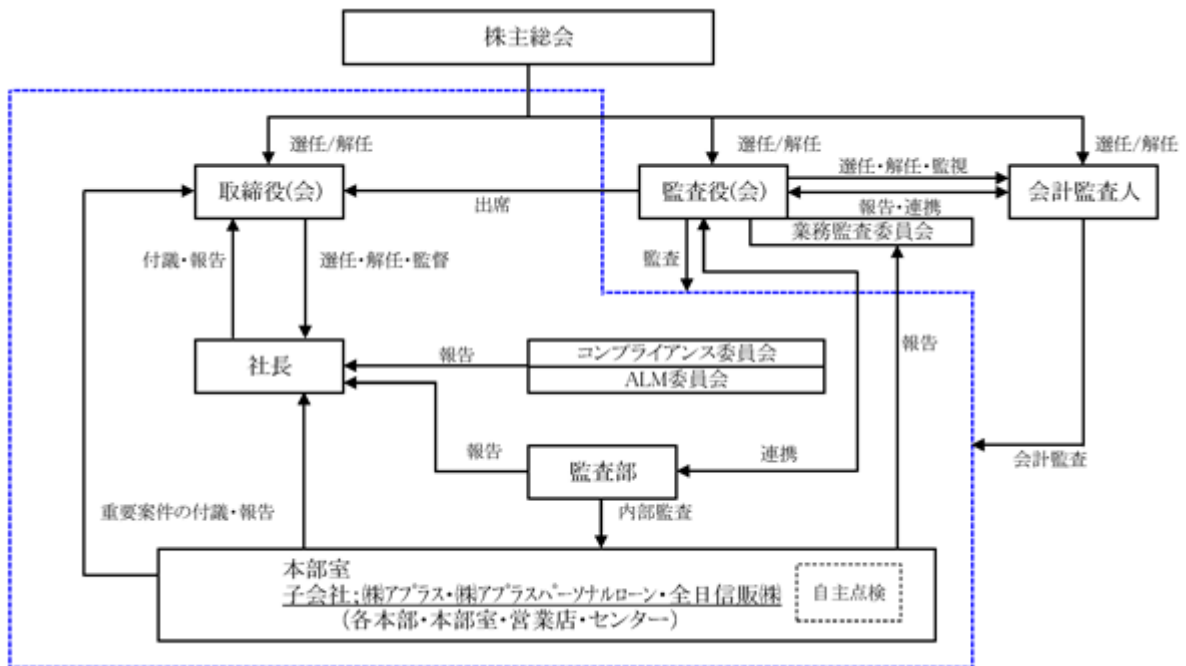 株主総会
選任/解任
選任/解任
選任/解任
取締役(会)
出席
監査役(会)
選任・解任・監視
報告・連携
会計監査人
業務監査委員会
付議・報告
選任・解任・監督
監査
社長
報告
コンプライアンス委員会
ALM委員会
報告
報告
監査部
連携
会計監査
重要案件の付議・報告
内部監査
本部室
子会社;㈱アプラス・㈱アプラスパーソナルローン・全日信販㈱
(各本部・本部室・営業店・センター)
自主点検